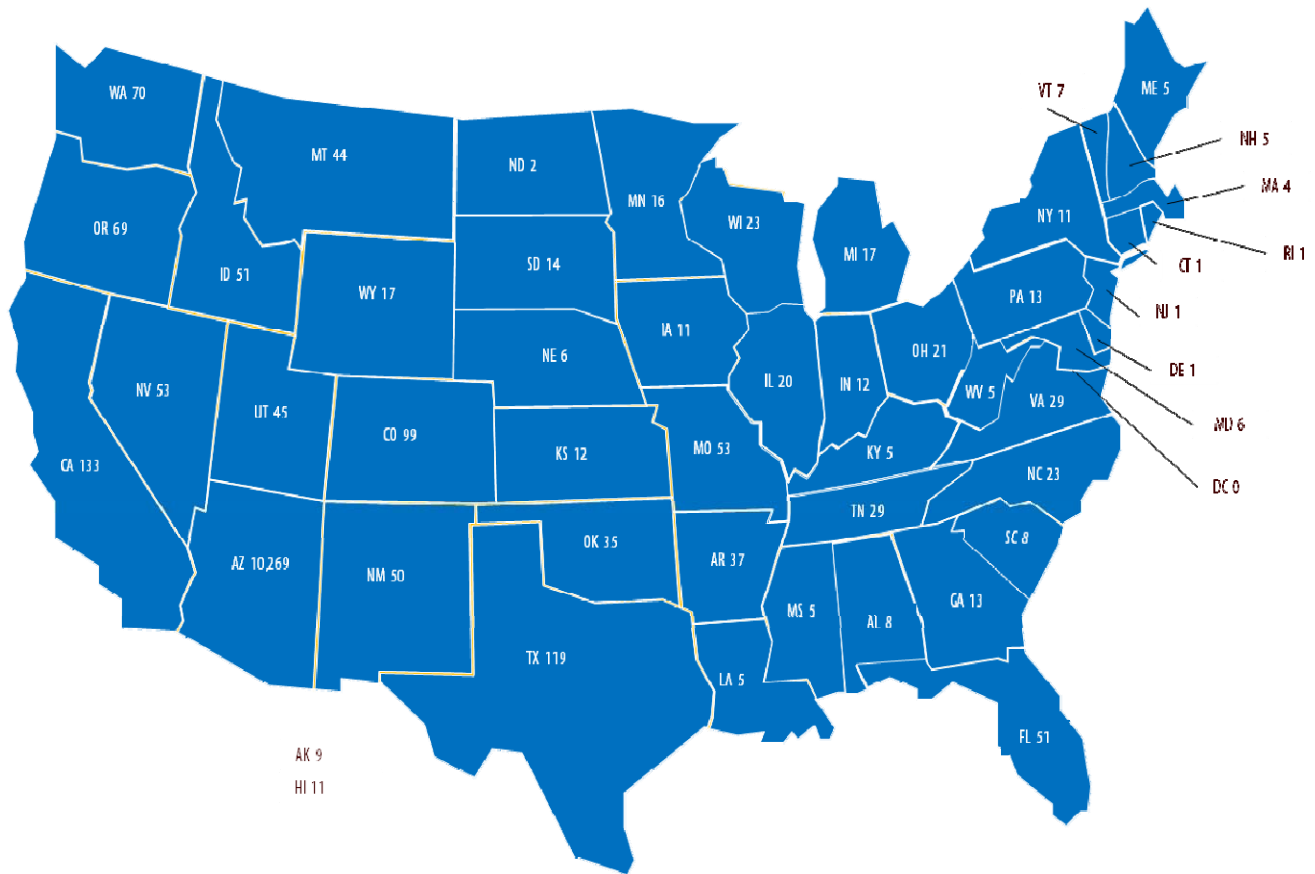 ME 5
VT 7
WA 70
NH 5
MT 44
ND 2
MA 4
MN 16
NY 11
WI 23
OR 69
RI 1
MI 17
CT 1
SD 14
ID 51
WY 17
PA 13
NJ 1
IA 11
OH 21
NE 6
DE 1
IL 20
IN 12
NV 53
WV 5
VA 29
UT 45
MD 6
CO 99
MO 53
KS 12
KY 5
CA 133
NC 23
DC 0
TN 29
SC 8
OK 35
AR 37
AZ 10,269
NM 50
GA 13
MS 5
AL 8
TX 119
LA 5
FL 51
AK 9
HI 11